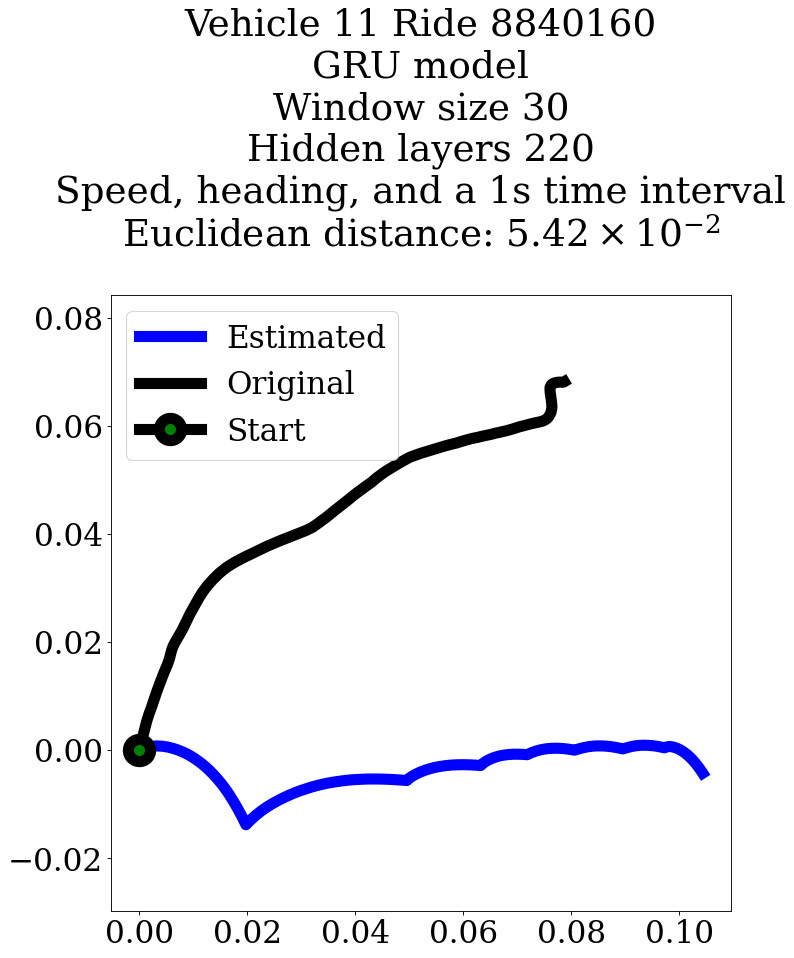 Vehicle 11 Ride 8840160
GRU model
Window size 30
Hidden layers 220
Speed, heading, and a 1s time interval
Euclidean distance: 5.42 × 10⁻²
Estimated
Original
Start
0.08
0.06
0.04
0.02
0.00
−0.02
0.00 0.02 0.04 0.06 0.08 0.10